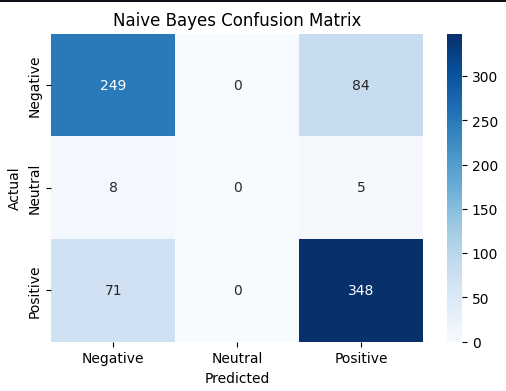 Naive Bayes Confusion Matrix
Actual
Negative
Neutral
Positive
249 0 84
8 0 5
71 0 348
Negative Neutral Positive
Predicted
300
250
200
150
100
50
0